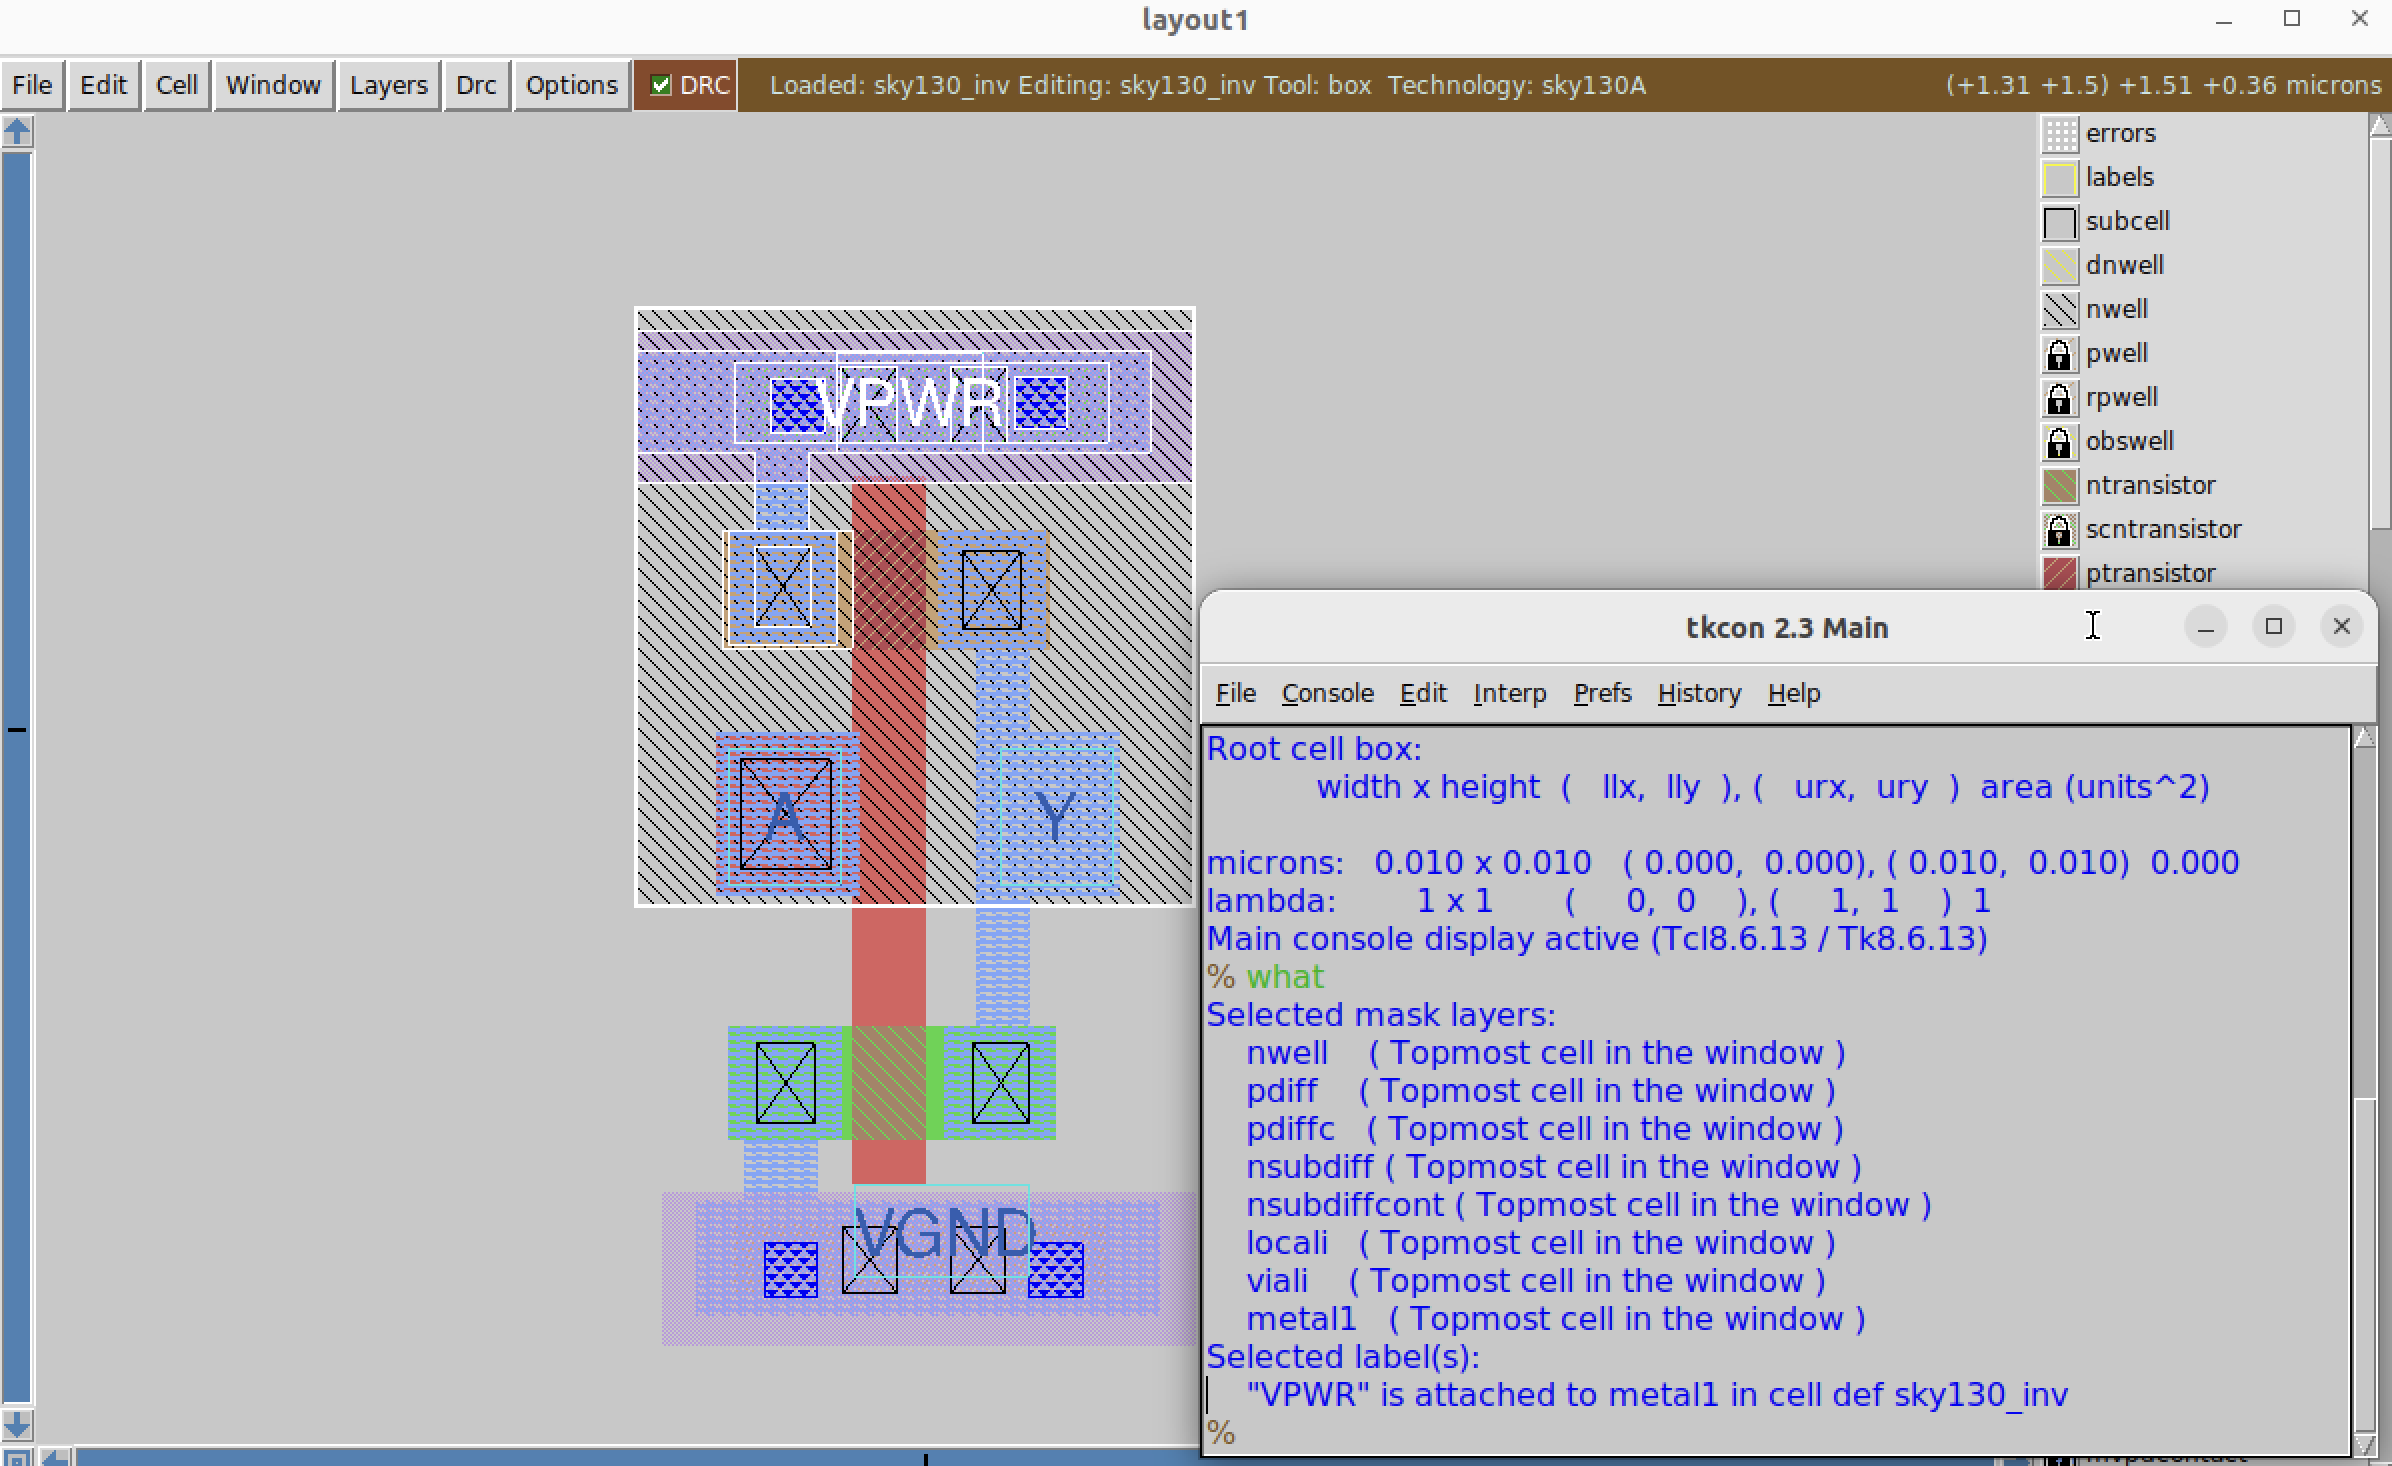 layout1
File Edit Cell Window Layers Drc Options DRC Loaded: sky130_inv Editing: sky130_inv Tool: box Technology: sky130A (+1.31 +1.5) +1.51 +0.36 microns
errors
labels
subcell
dnwell
nwell
pwell
rpwell
obswell
ntransistor
scntransistor
ptransistor
VPWR
A
Y
VGND
tkcon 2.3 Main
File Console Edit Interp Prefs History Help
Root cell box:
width x height ( llx, lly ), ( urx, ury ) area (units^2)
microns: 0.010 x 0.010 ( 0.000, 0.000), ( 0.010, 0.010) 0.000
lambda: 1 x 1 ( 0, 0 ), ( 1, 1 ) 1
Main console display active (Tcl8.6.13 / Tk8.6.13)
% what
Selected mask layers:
nwell ( Topmost cell in the window )
pdiff ( Topmost cell in the window )
pdiffc ( Topmost cell in the window )
nsubdiff ( Topmost cell in the window )
nsubdiffcont ( Topmost cell in the window )
locali ( Topmost cell in the window )
viali ( Topmost cell in the window )
metal1 ( Topmost cell in the window )
Selected label(s):
"VPWR" is attached to metal1 in cell def sky130_inv
%